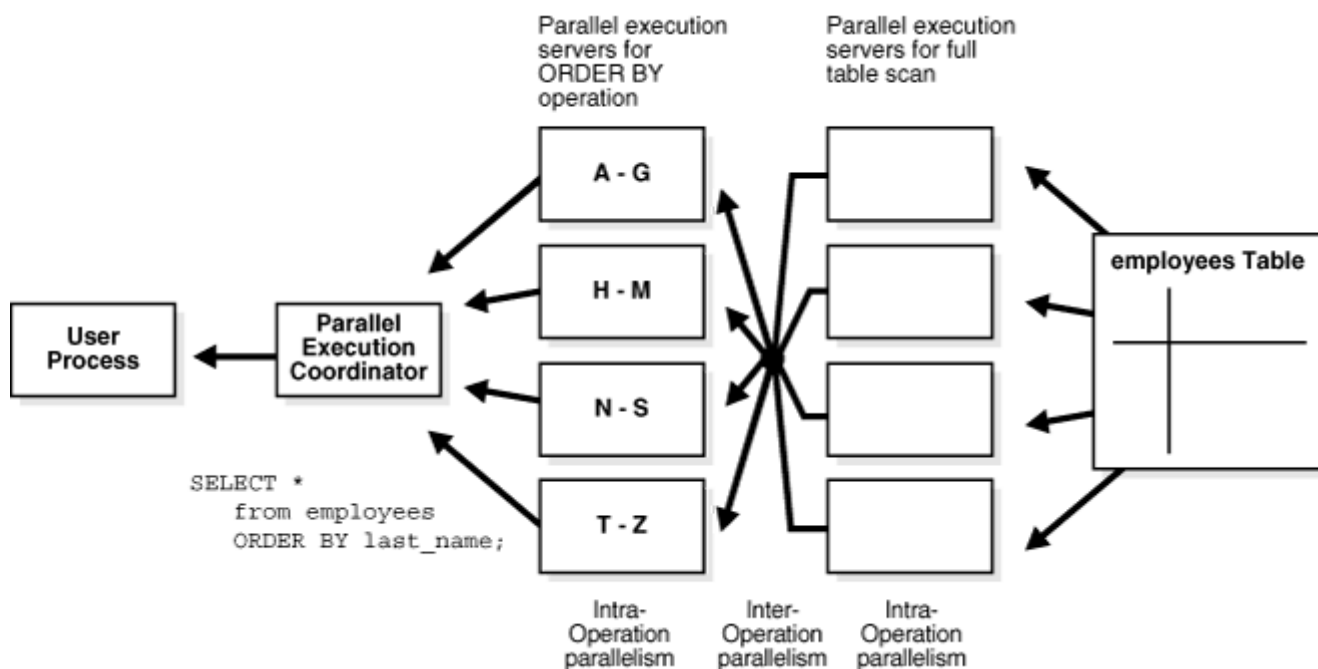 Parallel execution
servers for
ORDER BY
operation
Parallel execution
servers for full
table scan
A - G
H - M
N - S
T - Z
employees Table
User
Process
Parallel
Execution
Coordinator
SELECT *
from employees
ORDER BY last_name;
Intra-
Operation
parallelism
Inter-
Operation
parallelism
Intra-
Operation
parallelism